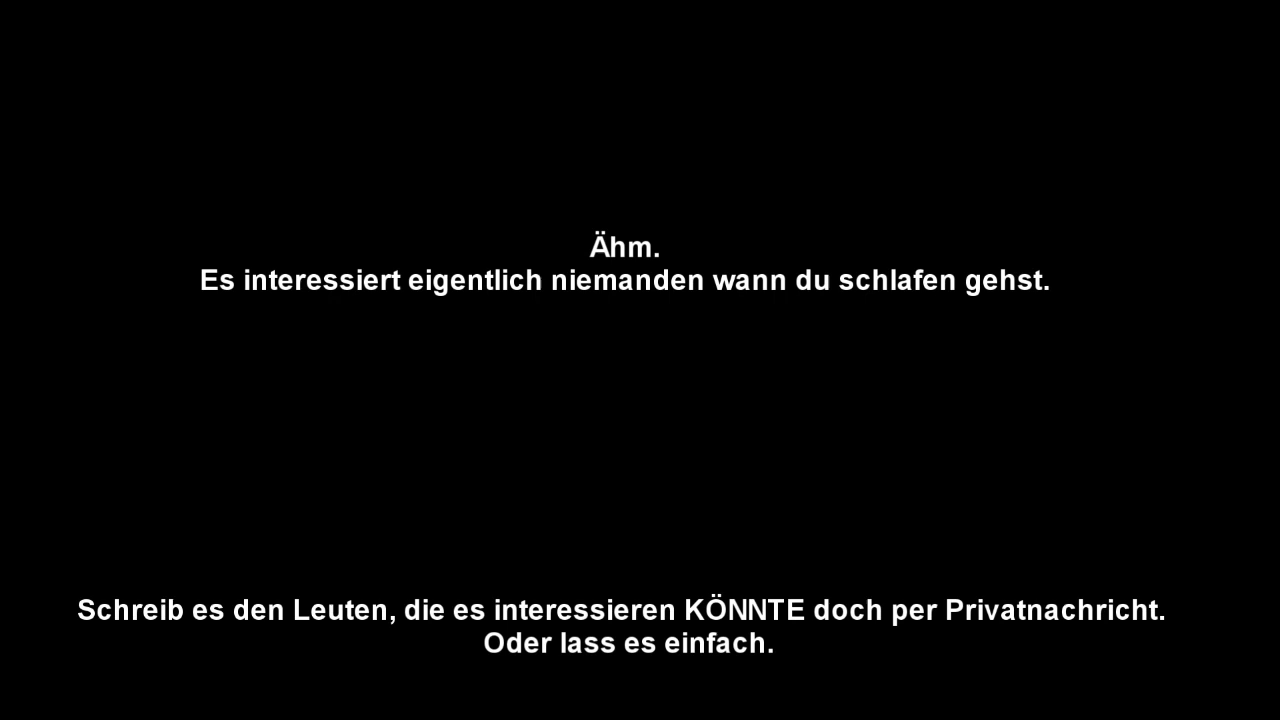 Ähm.
Es interessiert eigentlich niemanden wann du schlafen gehst.
Schreib es den Leuten, die es interessieren KÖNNTE doch per Privatnachricht.
Oder lass es einfach.